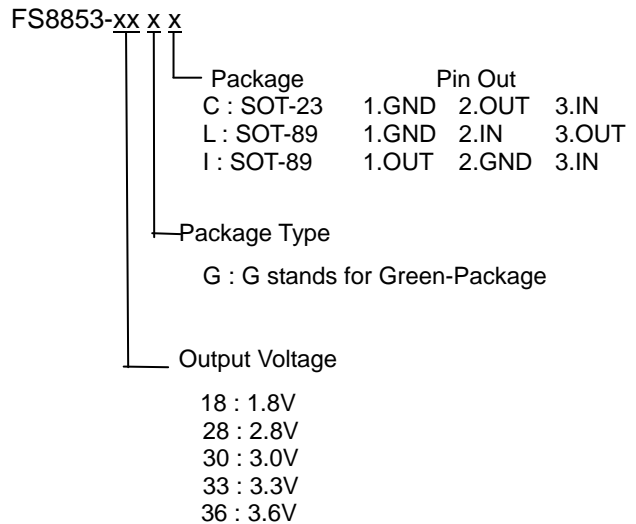 FS8853-xx x x
Package Pin Out
C : SOT-23 1.GND 2.OUT 3.IN
L : SOT-89 1.GND 2.IN 3.OUT
I : SOT-89 1.OUT 2.GND 3.IN
Package Type
G : G stands for Green-Package
Output Voltage
18 : 1.8V
28 : 2.8V
30 : 3.0V
33 : 3.3V
36 : 3.6V